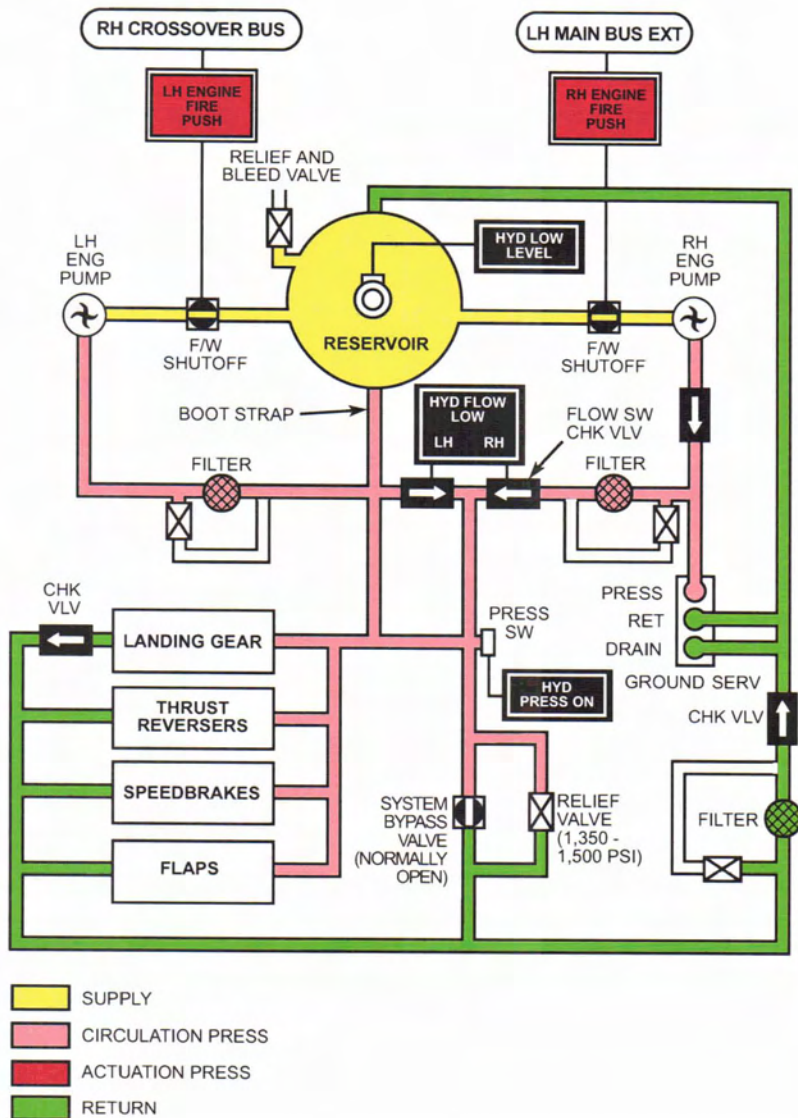 RH CROSSOVER BUS
LH MAIN BUS EXT
LH ENGINE
FIRE
PUSH
RH ENGINE
FIRE
PUSH
RELIEF AND
BLEED VALVE
LH
ENG
PUMP
HYD LOW
LEVEL
RH
ENG
PUMP
F/W
SHUTOFF
RESERVOIR
F/W
SHUTOFF
BOOT STRAP
HYD FLOW
LOW
LH RH
FLOW SW
CHK VLV
FILTER
FILTER
CHK
VLV
LANDING GEAR
THRUST
REVERSERS
SPEEDBRAKES
FLAPS
PRESS
SW
HYD
PRESS ON
PRESS
RET
DRAIN
GROUND SERV
CHK VLV
SYSTEM
BYPASS
VALVE
(NORMALLY
OPEN)
RELIEF
VALVE
(1,350 -
1,500 PSI)
FILTER
SUPPLY
CIRCULATION PRESS
ACTUATION PRESS
RETURN